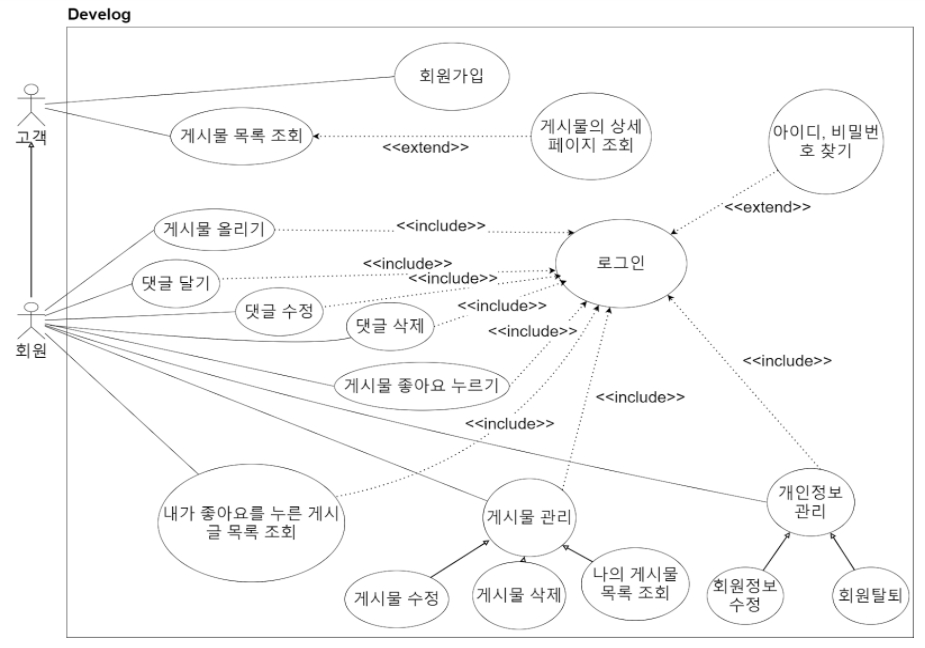 Develog
회원가입
고객
게시물 목록 조회
<<extend>>
게시물의 상세
페이지 조회
아이디, 비밀번
호 찾기
<<extend>>
게시물 올리기
<<include>>
로그인
댓글 달기
<<include>>
<<include>>
댓글 수정
<<include>>
댓글 삭제
<<include>>
회원
게시물 좋아요 누르기
<<include>>
<<include>>
<<include>>
내가 좋아요를 누른 게시
글 목록 조회
게시물 관리
개인정보
관리
게시물 수정
게시물 삭제
나의 게시물
목록 조회
회원정보
수정
회원탈퇴